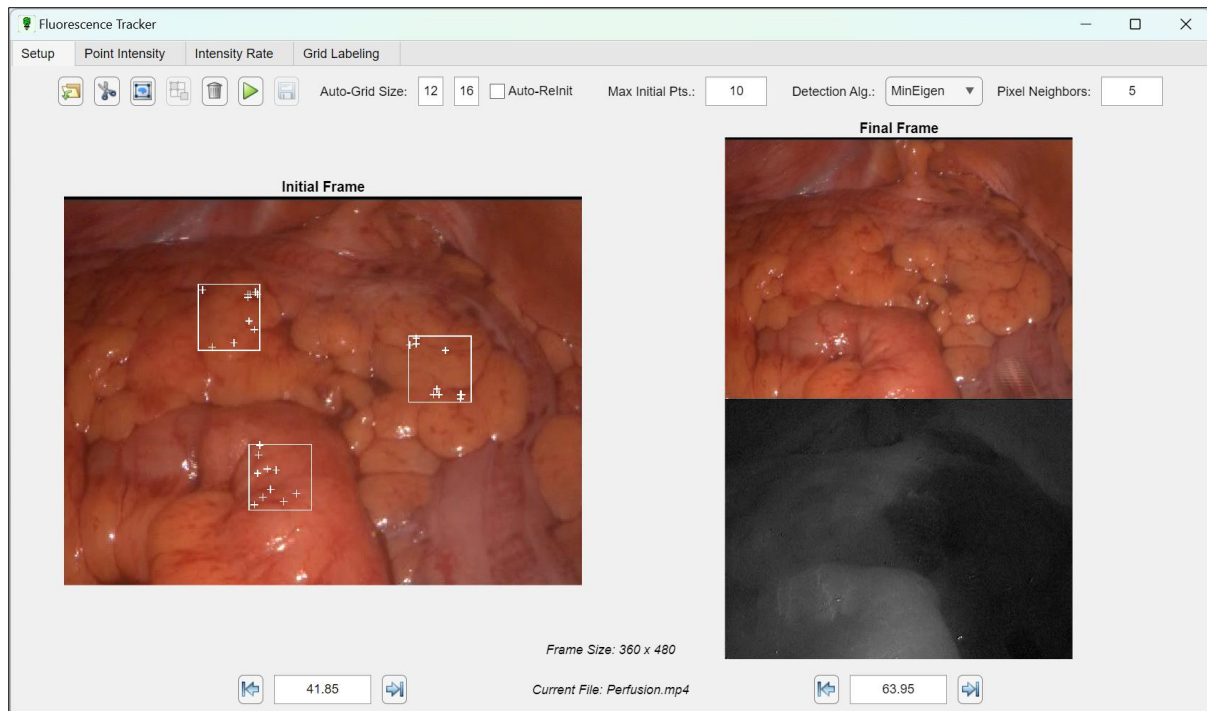 Fluorescence Tracker
Setup Point Intensity Intensity Rate Grid Labeling
Auto-Grid Size: 12 16 Auto-ReInit Max Initial Pts.: 10 Detection Alg.: MinEigen Pixel Neighbors: 5
Initial Frame
Final Frame
Frame Size: 360 x 480
41.85
Current File: Perfusion.mp4
63.95